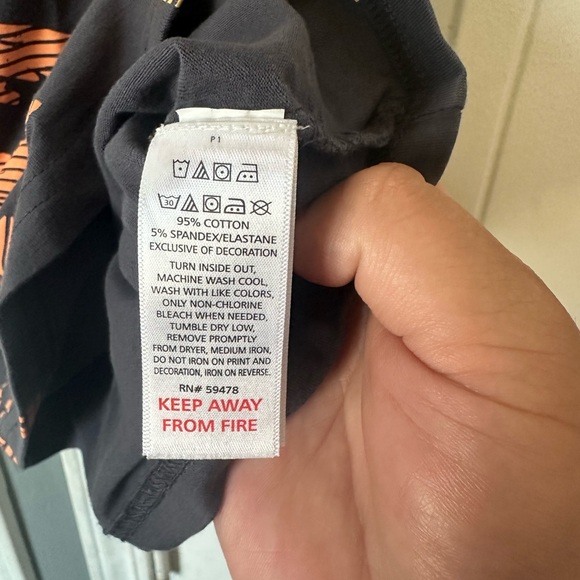 P1
30
95% COTTON
5% SPANDEX/ELASTANE
EXCLUSIVE OF DECORATION
TURN INSIDE OUT,
MACHINE WASH COOL,
WASH WITH LIKE COLORS,
ONLY NON-CHLORINE
BLEACH WHEN NEEDED,
TUMBLE DRY LOW,
REMOVE PROMPTLY
FROM DRYER, MEDIUM IRON,
DO NOT IRON ON PRINT AND
DECORATION, IRON ON REVERSE.
RN# 59478
KEEP AWAY
FROM FIRE